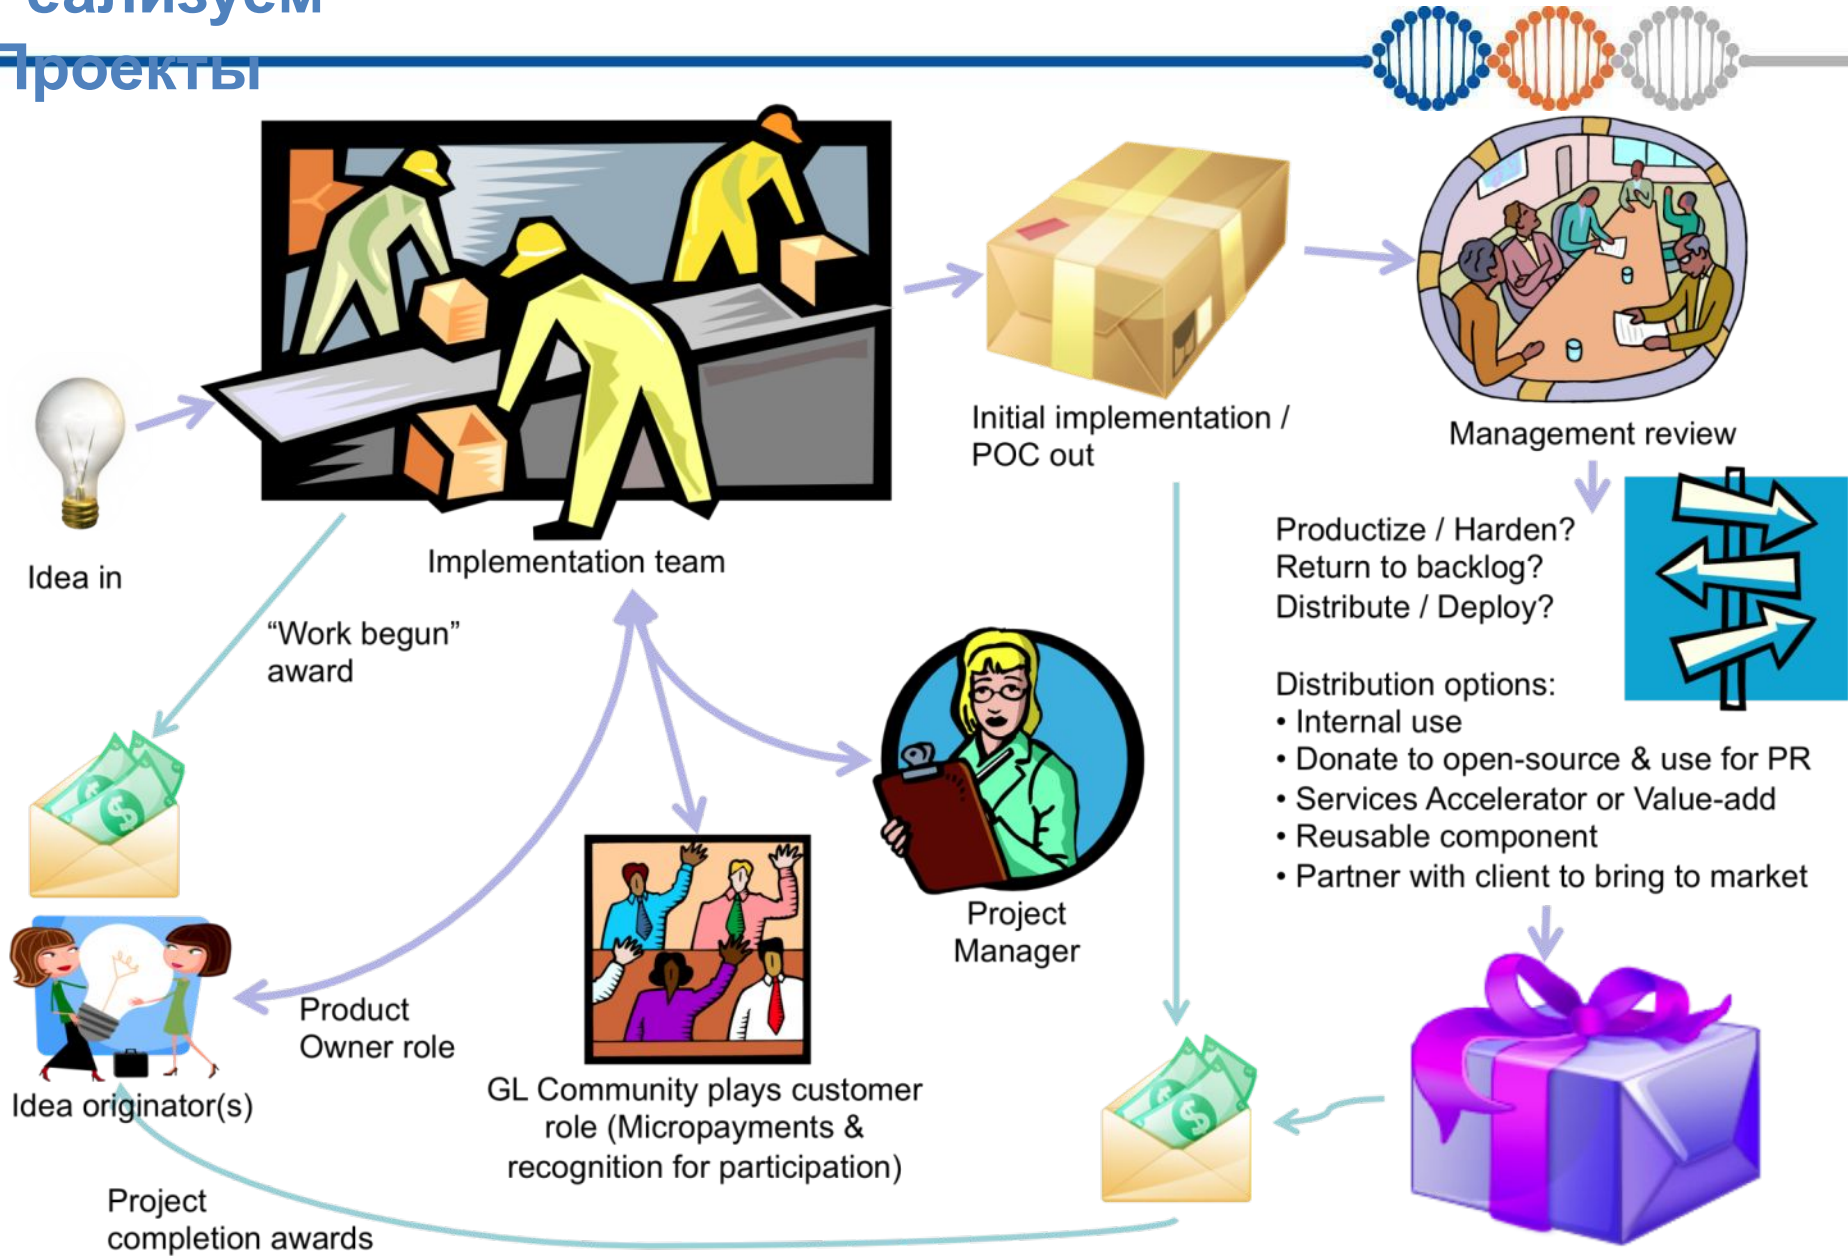 Проекты
Idea in
Implementation team
Initial implementation /
POC out
Management review
Productize / Harden?
Return to backlog?
Distribute / Deploy?
Distribution options:
• Internal use
• Donate to open-source & use for PR
• Services Accelerator or Value-add
• Reusable component
• Partner with client to bring to market
“Work begun”
award
Project
Manager
Product
Owner role
Idea originator(s)
GL Community plays customer
role (Micropayments &
recognition for participation)
Project
completion awards